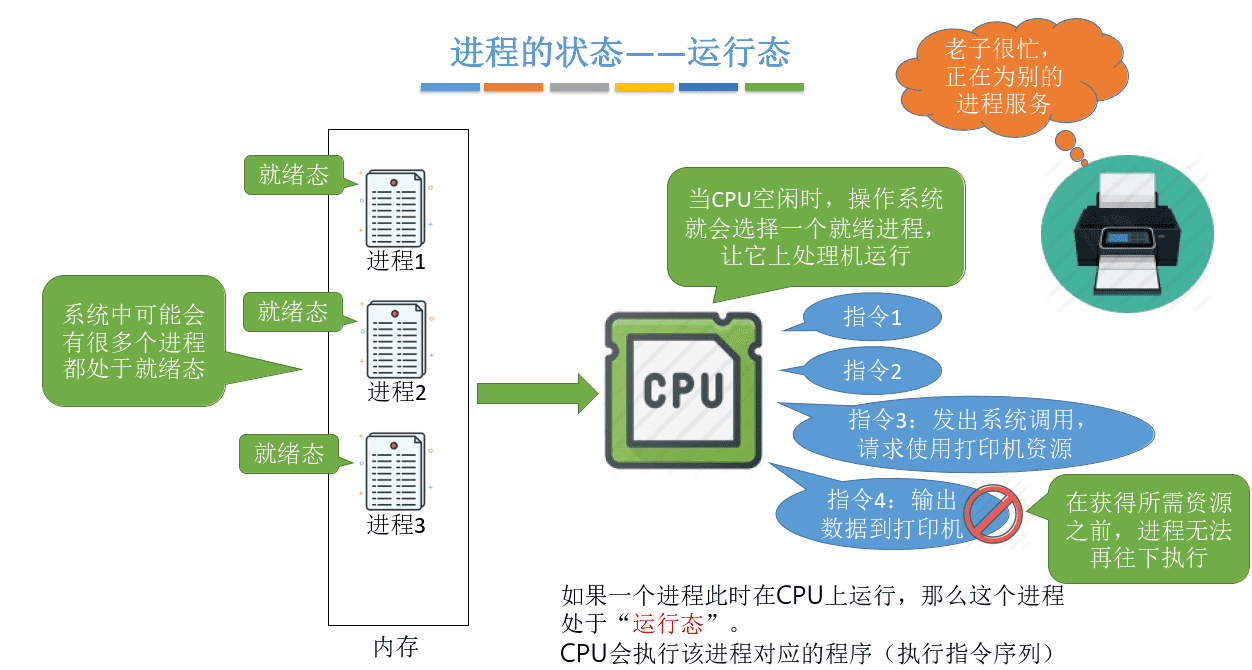 进程的状态——运行态
老子很忙，
正在为别的
进程服务
就绪态
进程1
系统中可能会
有很多个进程
都处于就绪态
就绪态
进程2
就绪态
进程3
内存
当CPU空闲时，操作系统
就会选择一个就绪进程，
让它上处理机运行
CPU
指令1
指令2
指令3：发出系统调用，
请求使用打印机资源
指令4：输出
数据到打印机
在获得所需资源
之前，进程无法
再往下执行
如果一个进程此时在CPU上运行，那么这个进程
处于“运行态”。
CPU会执行该进程对应的程序（执行指令序列）